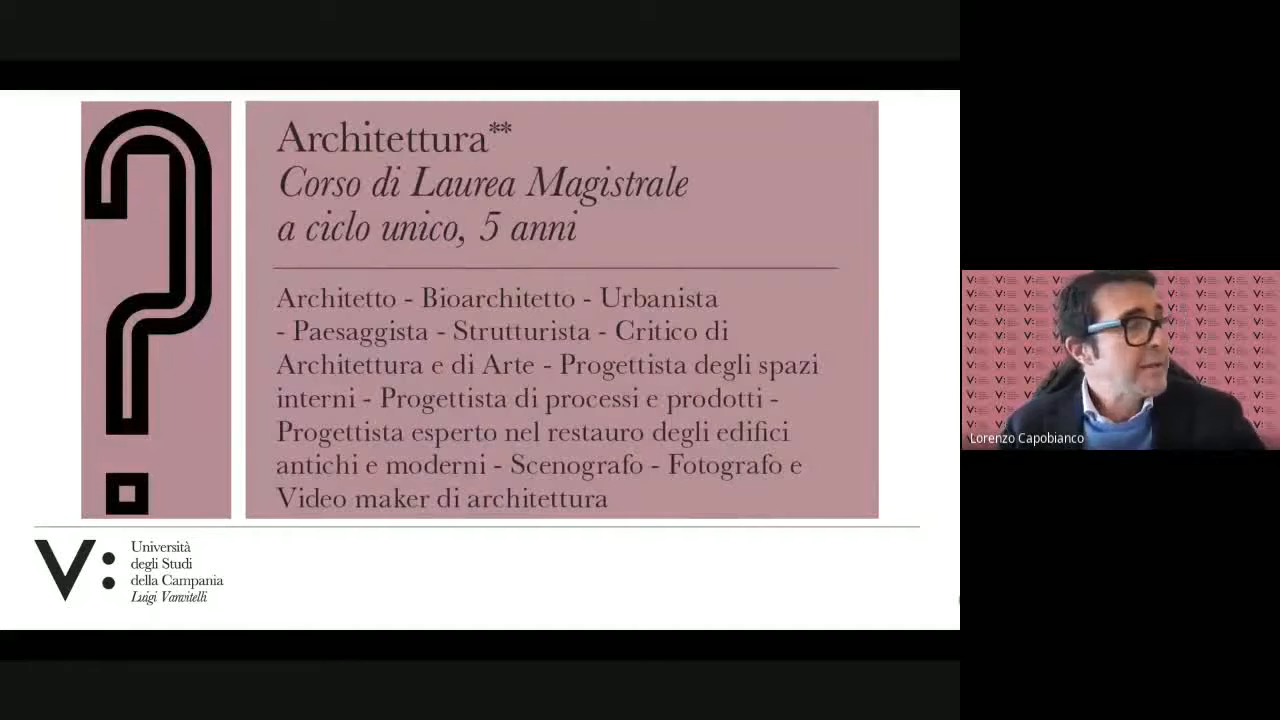 Architettura**
Corso di Laurea Magistrale
a ciclo unico, 5 anni
Architetto - Bioarchitetto - Urbanista
- Paesaggista - Strutturista - Critico di
Architettura e di Arte - Progettista degli spazi
interni - Progettista di processi e prodotti -
Progettista esperto nel restauro degli edifici
antichi e moderni - Scenografo - Fotografo e
Video maker di architettura
V:
Università
degli Studi
della Campania
Luigi Vanvitelli
Lorenzo Capobianco